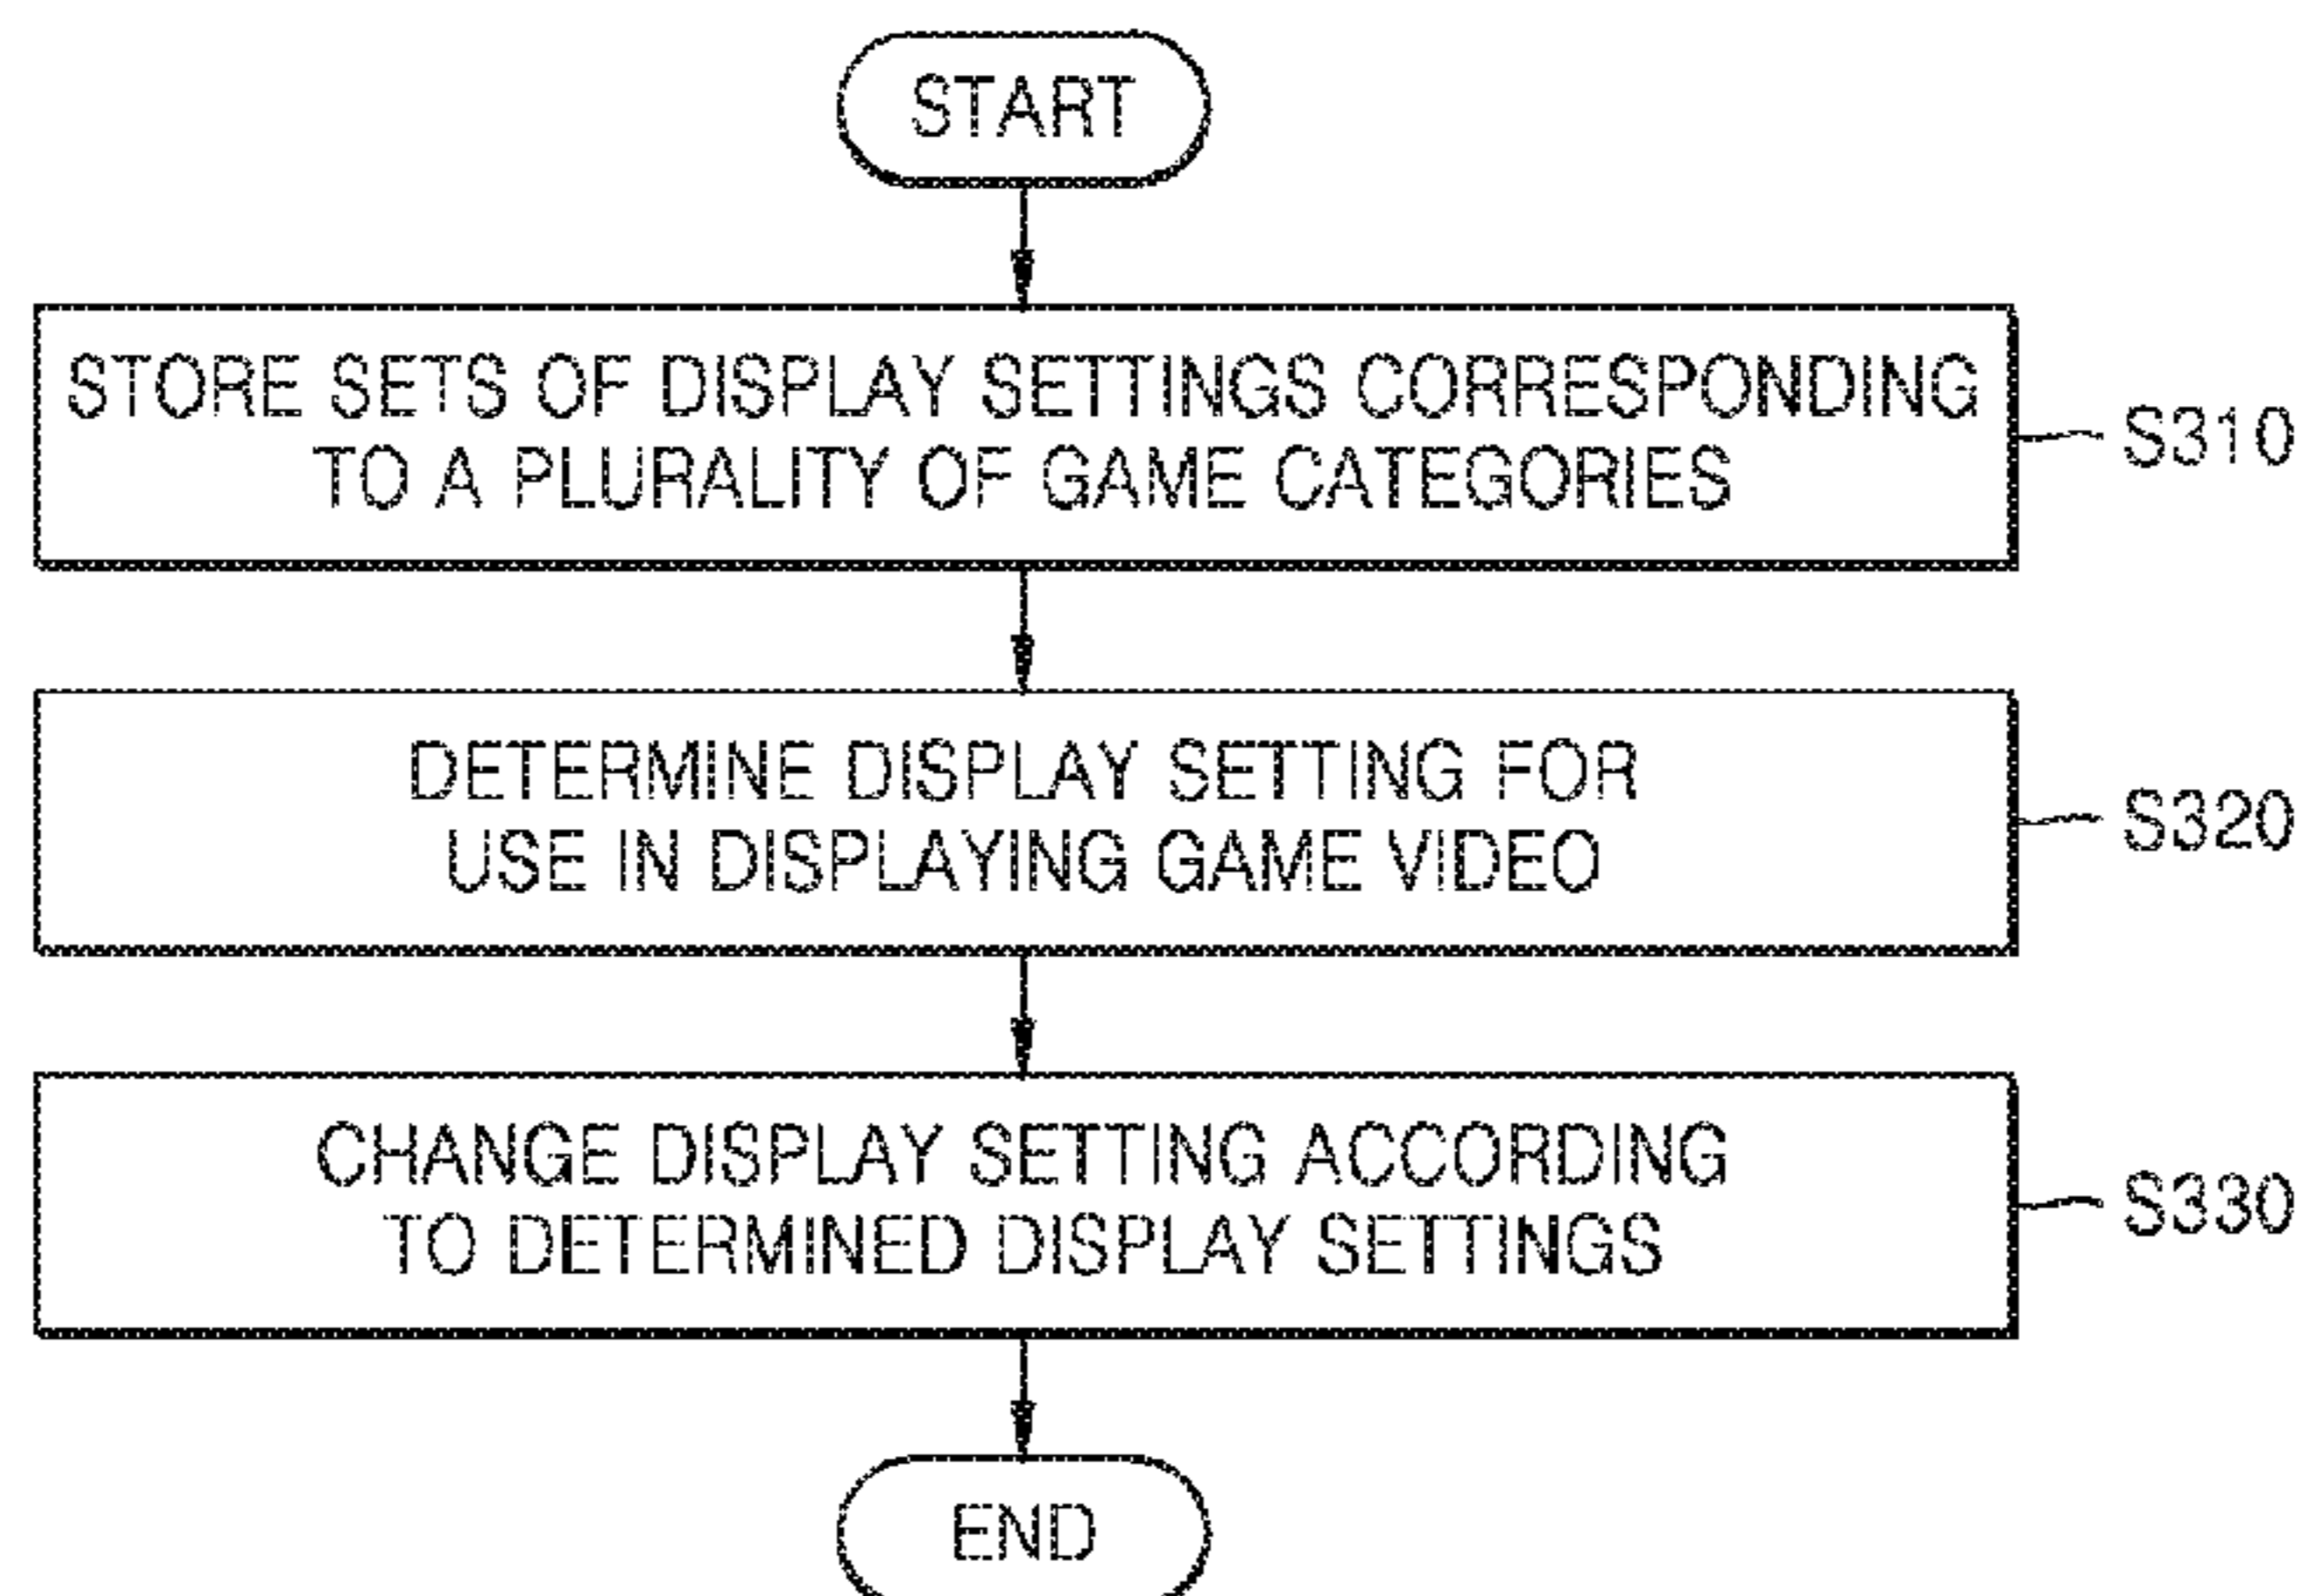 START
STORE SETS OF DISPLAY SETTINGS CORRESPONDING
TO A PLURALITY OF GAME CATEGORIES
S310
DETERMINE DISPLAY SETTING FOR
USE IN DISPLAYING GAME VIDEO
S320
CHANGE DISPLAY SETTING ACCORDING
TO DETERMINED DISPLAY SETTINGS
S330
END